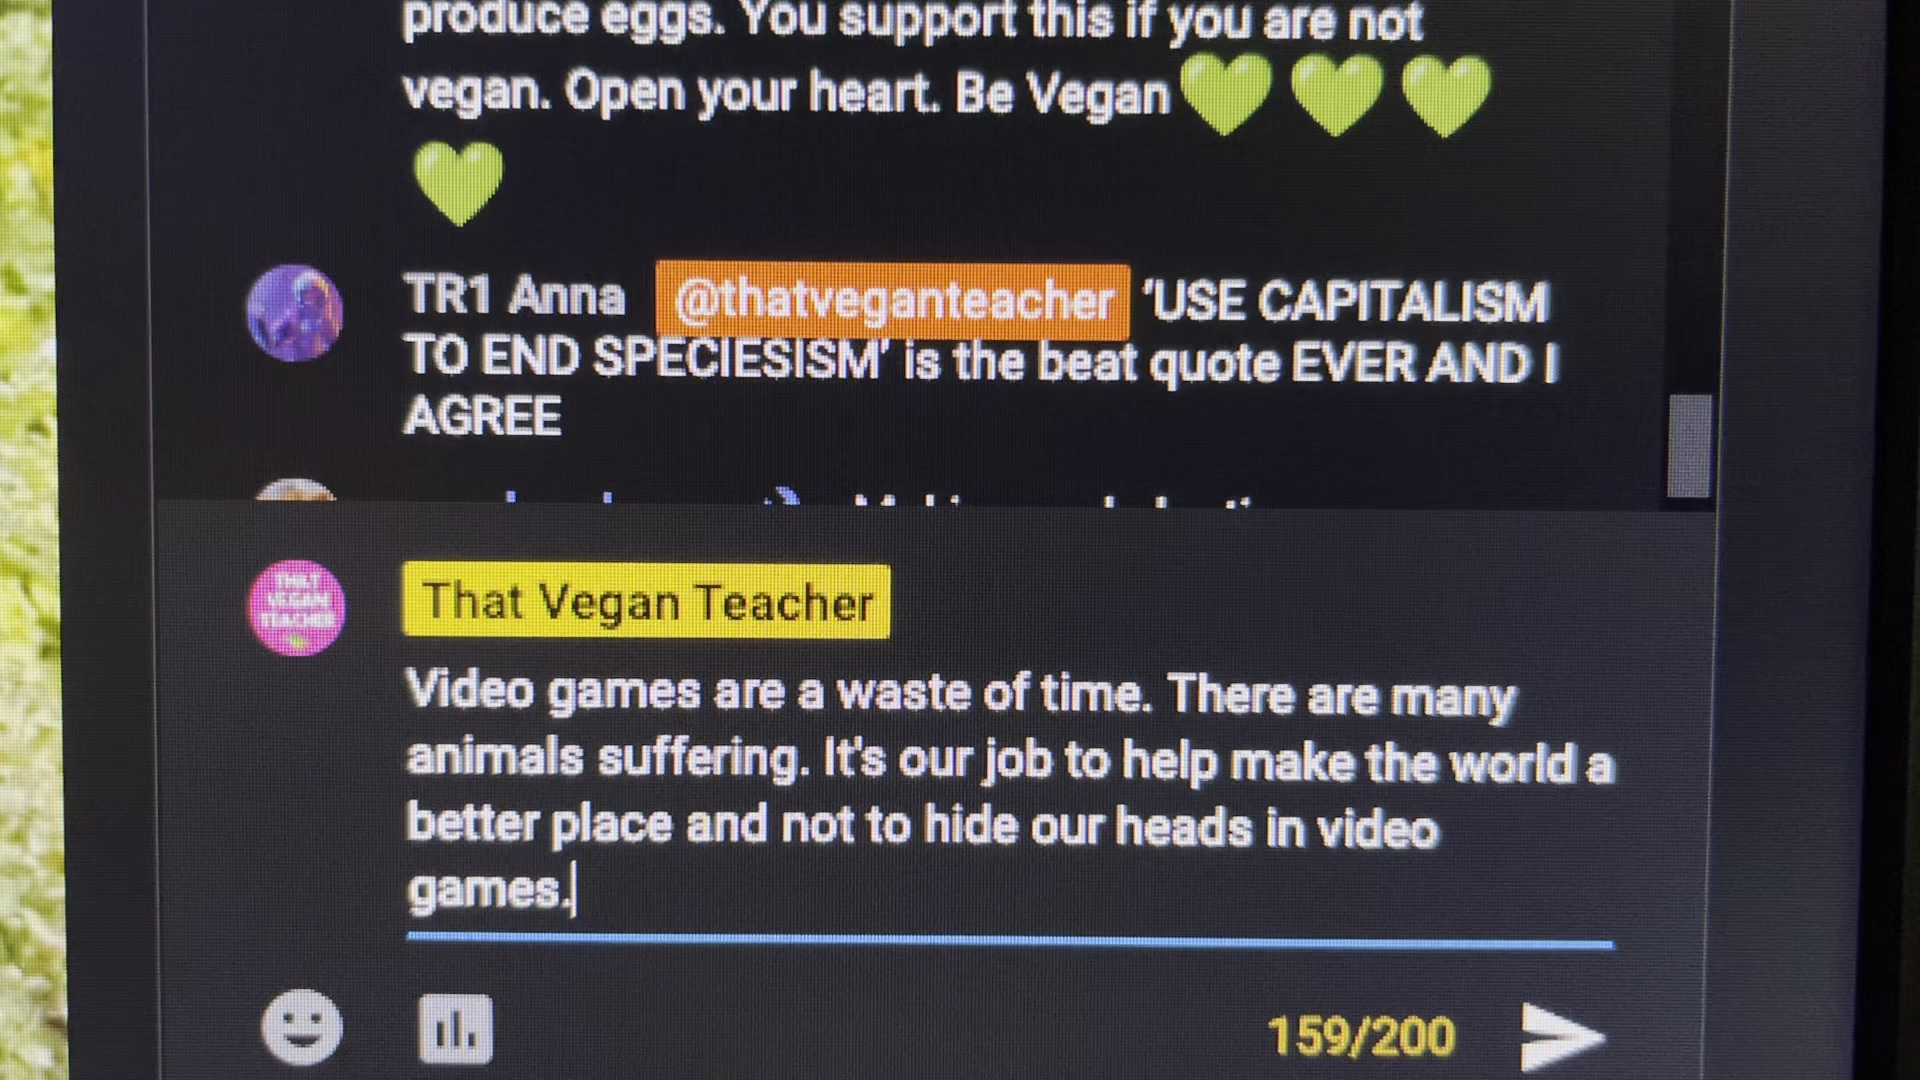 produce eggs. You support this if you are not
vegan. Open your heart. Be Vegan 💚 💚 💚
💚
TR1 Anna @thatveganteacher 'USE CAPITALISM
TO END SPECIESISM' is the beat quote EVER AND I
AGREE
THAT
VEGAN
TEACHER
That Vegan Teacher
Video games are a waste of time. There are many
animals suffering. It's our job to help make the world a
better place and not to hide our heads in video
games.
159/200